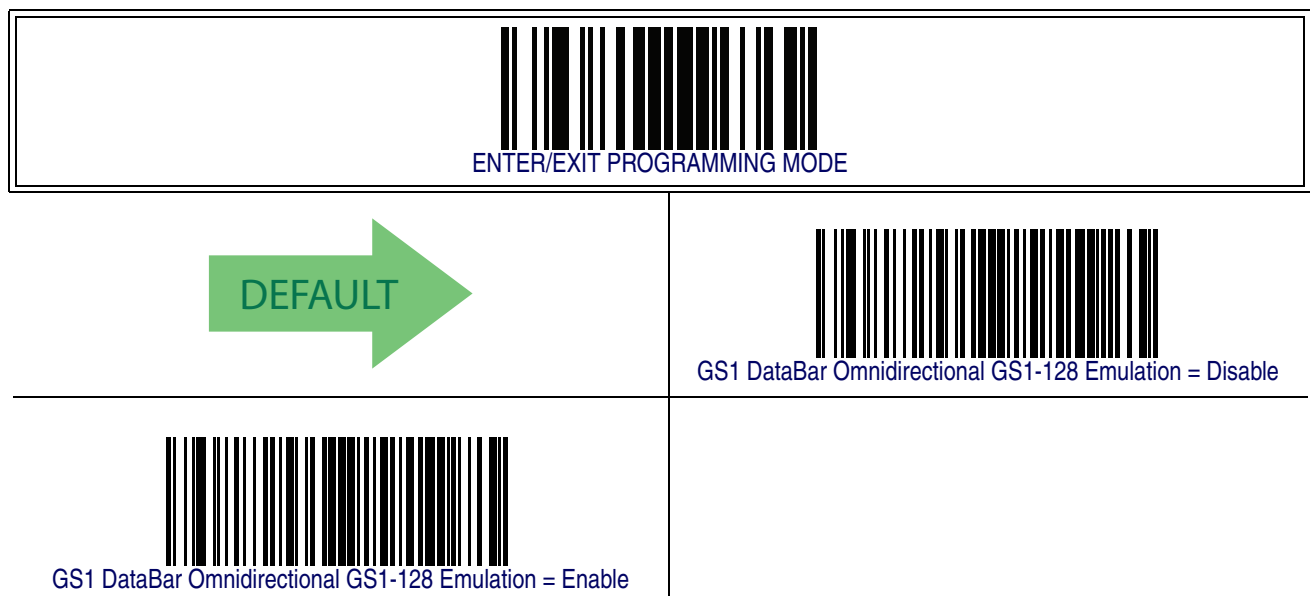 ENTER/EXIT PROGRAMMING MODE
DEFAULT
GS1 DataBar Omnidirectional GS1-128 Emulation = Disable
GS1 DataBar Omnidirectional GS1-128 Emulation = Enable